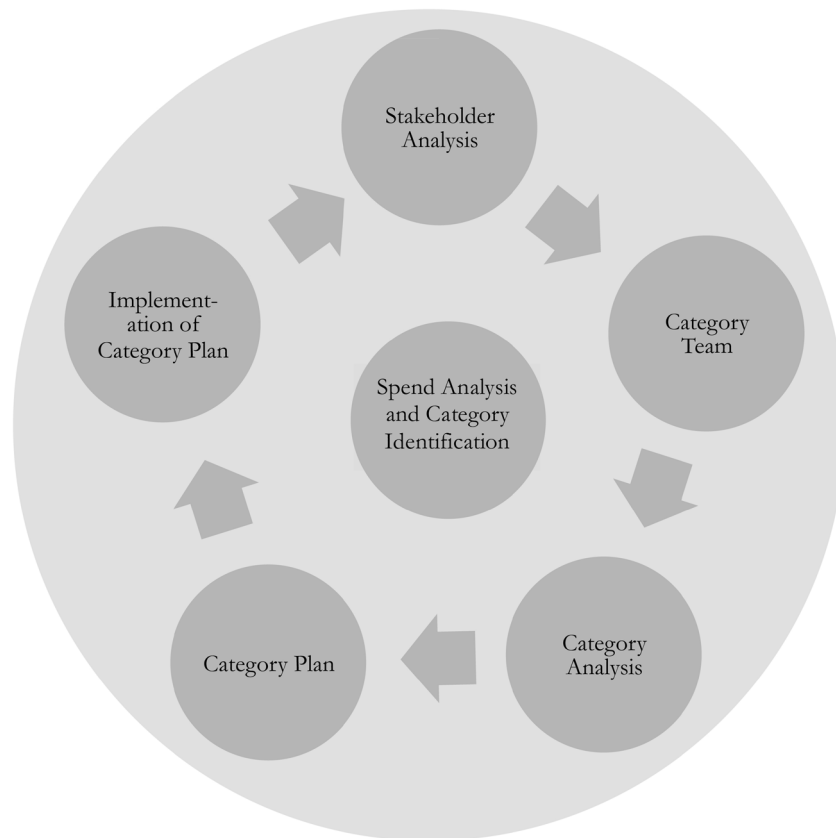 Stakeholder
Analysis
Category
Team
Category
Analysis
Category Plan
Implement-
ation of
Category Plan
Spend Analysis
and Category
Identification